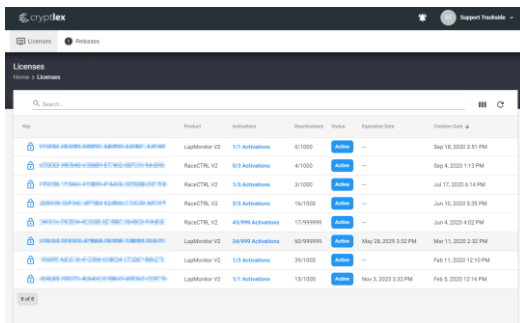 cryptlex
ST Support Trackside
Licenses Releases
Licenses
Home > Licenses
Search...
Key Product Activations Deactivations Status Expiration Date Creation Date
LapMonitor V2 1/1 Activations 0/1000 Active — Sep 18, 2020 2:51 PM
RaceCTRL V2 0/3 Activations 4/1000 Active — Sep 4, 2020 1:13 PM
RaceCTRL V2 1/3 Activations 3/1000 Active — Jul 17, 2020 6:14 PM
RaceCTRL V2 3/3 Activations 16/1000 Active — Jun 10, 2020 5:35 PM
RaceCTRL V2 43/999 Activations 17/999999 Active — Jun 4, 2020 4:02 PM
LapMonitor V2 34/999 Activations 60/999999 Active May 28, 2029 3:32 PM Mar 11, 2020 2:32 PM
LapMonitor V2 1/3 Activations 39/1000 Active — Feb 11, 2020 12:10 PM
LapMonitor V2 1/1 Activations 15/1000 Active Nov 3, 2023 3:32 PM Feb 5, 2020 12:16 PM
8 of 8